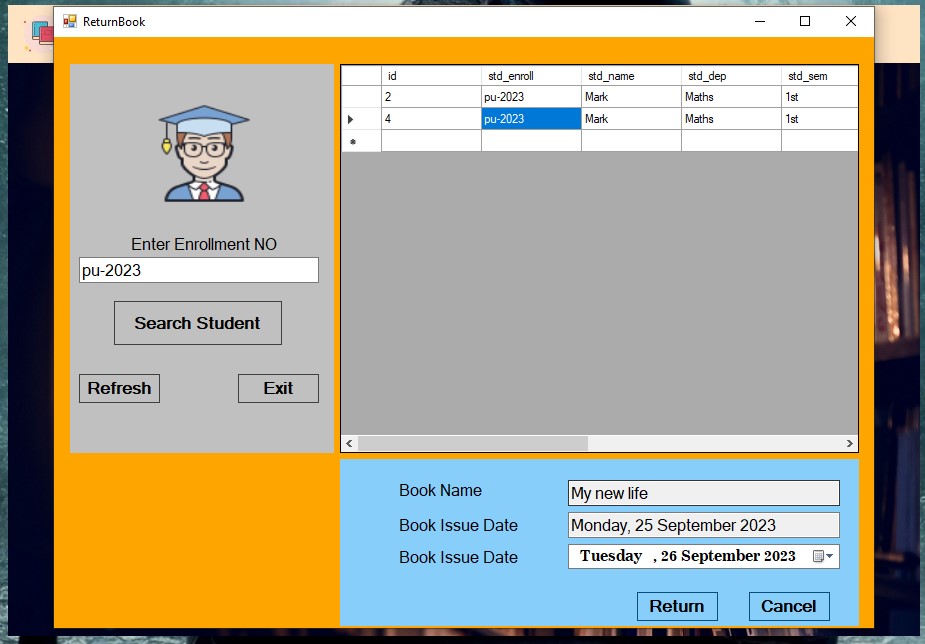 ReturnBook
Enter Enrollment NO
pu-2023
Search Student
Refresh Exit
id std_enroll std_name std_dep std_sem
2 pu-2023 Mark Maths 1st
4 pu-2023 Mark Maths 1st
Book Name My new life
Book Issue Date Monday, 25 September 2023
Book Issue Date Tuesday , 26 September 2023
Return Cancel